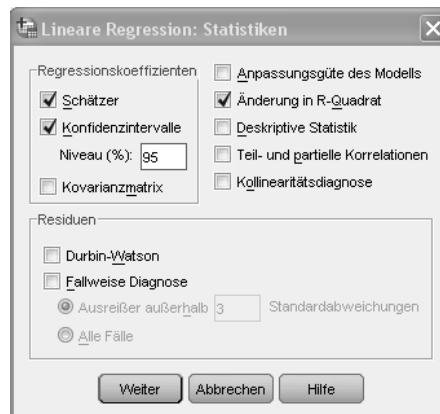 Lineare Regression: Statistiken
Regressionskoeffizienten
Schätzer
Konfidenzintervalle
Niveau (%): 95
Kovarianzmatrix
Anpassungsgüte des Modells
Änderung in R-Quadrat
Deskriptive Statistik
Teil- und partielle Korrelationen
Kollinearitätsdiagnose
Residuen
Durbin-Watson
Fallweise Diagnose
Ausreißer außerhalb 3 Standardabweichungen
Alle Fälle
Weiter Abbrechen Hilfe